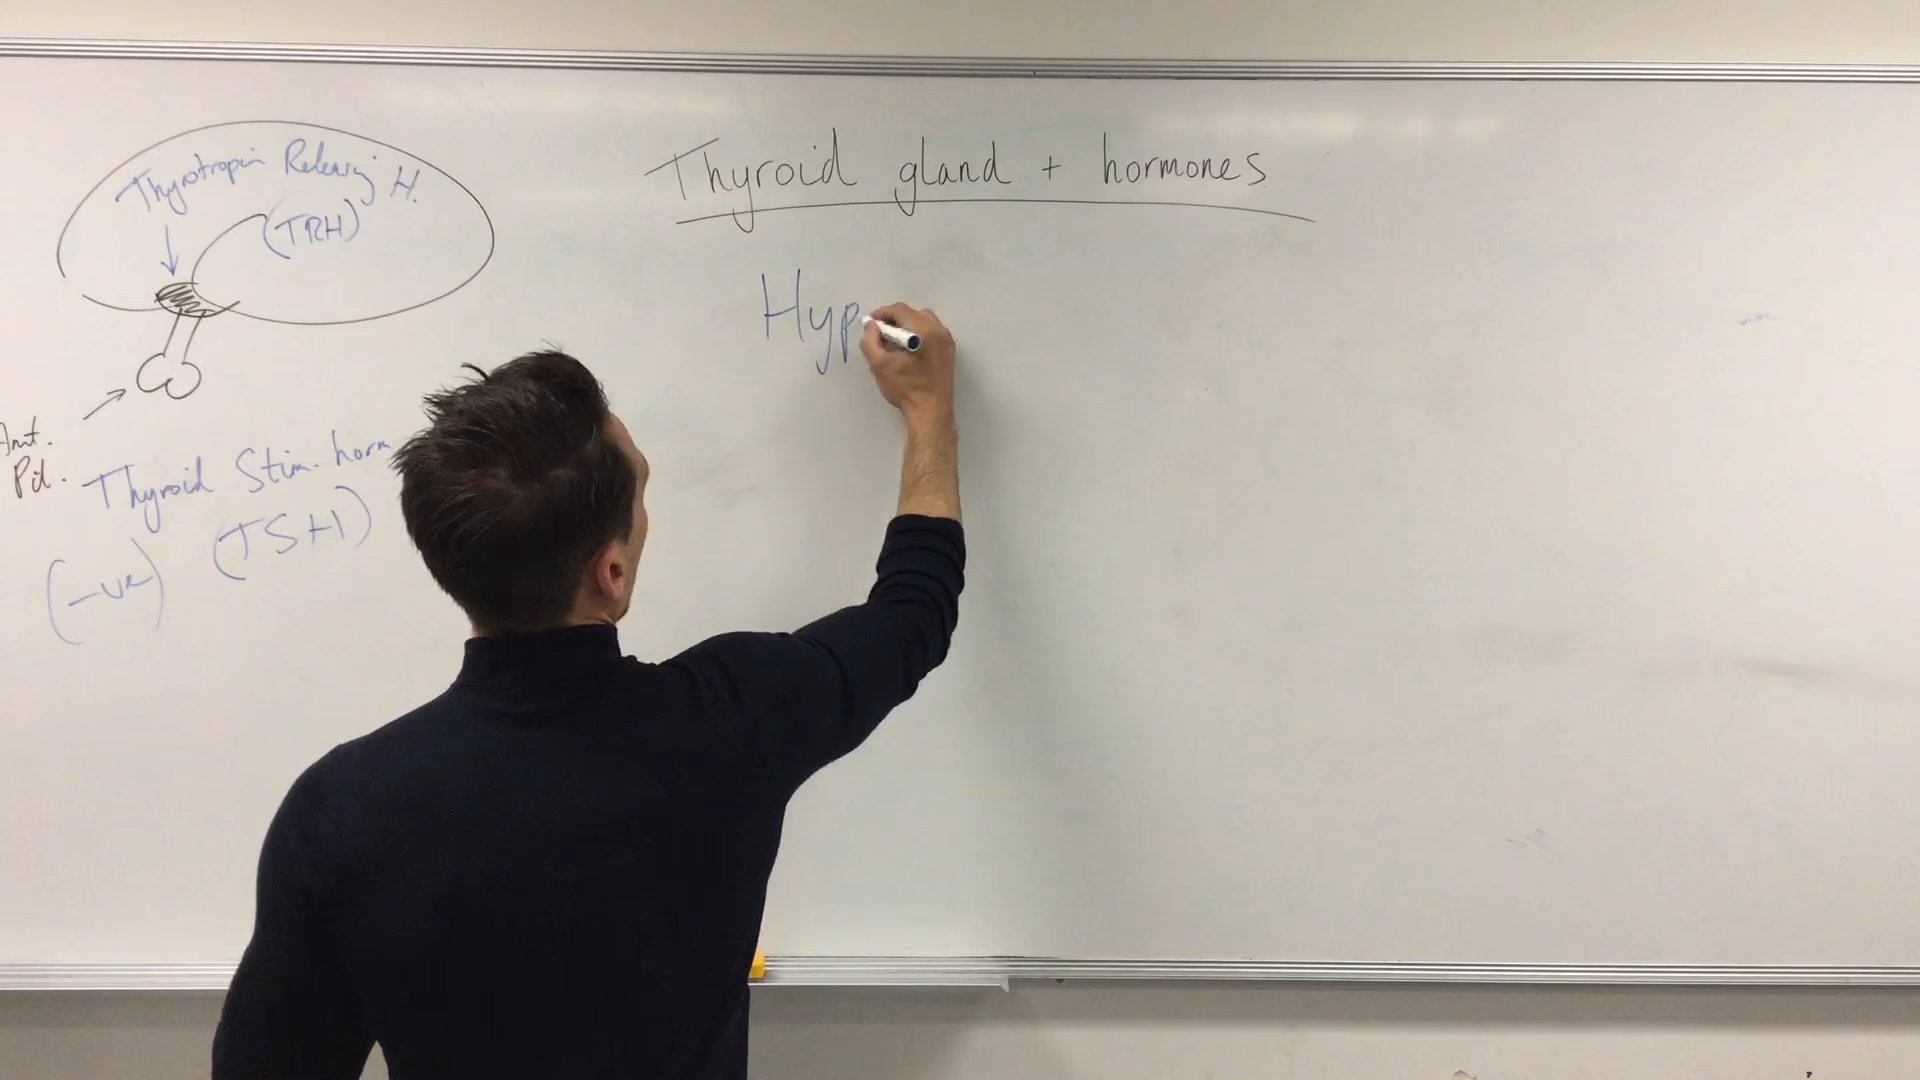 Thyroid gland + hormones
Thyrotropin Releasing H.
(TRH)
Hyp
Ant.
Pit.
Thyroid Stim. horm
(TSH)
(-ve)